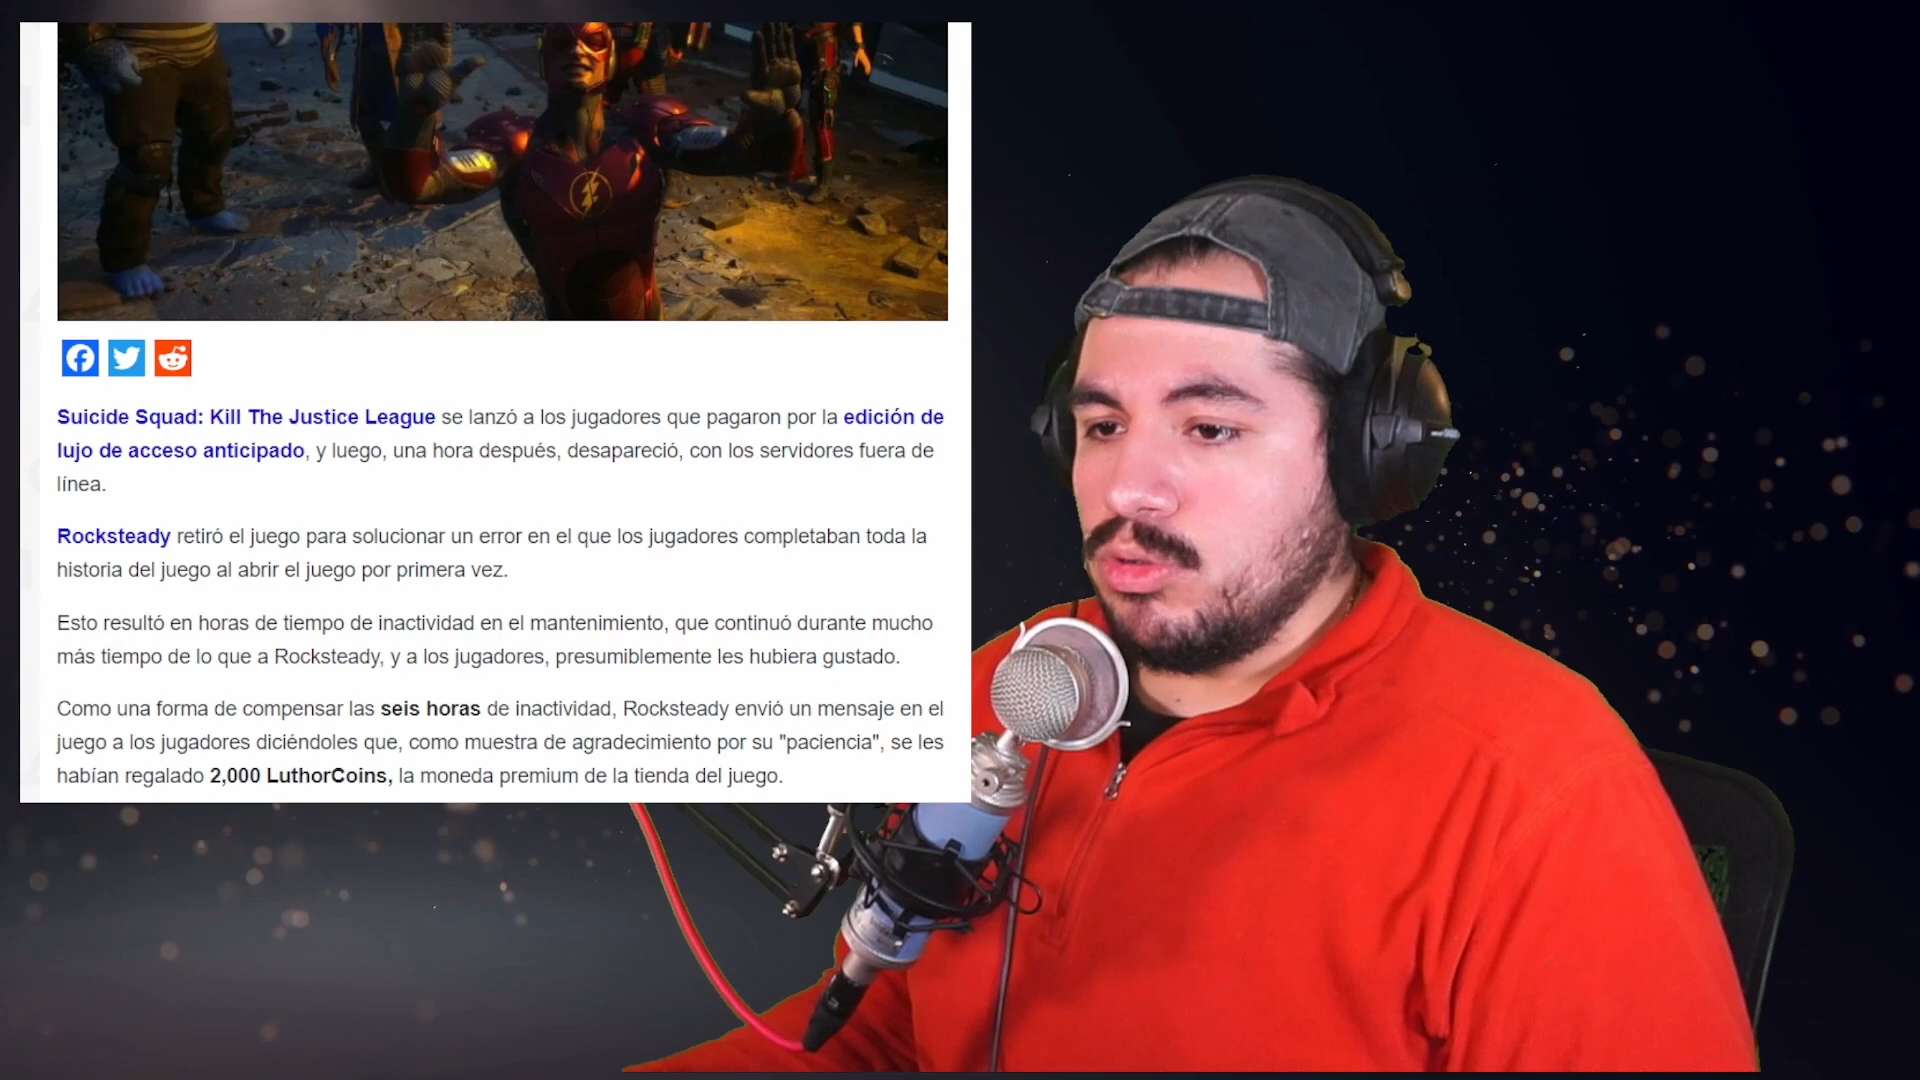 Suicide Squad: Kill The Justice League se lanzó a los jugadores que pagaron por la edición de
lujo de acceso anticipado, y luego, una hora después, desapareció, con los servidores fuera de
línea.
Rocksteady retiró el juego para solucionar un error en el que los jugadores completaban toda la
historia del juego al abrir el juego por primera vez.
Esto resultó en horas de tiempo de inactividad en el mantenimiento, que continuó durante mucho
más tiempo de lo que a Rocksteady, y a los jugadores, presumiblemente les hubiera gustado.
Como una forma de compensar las seis horas de inactividad, Rocksteady envió un mensaje en el
juego a los jugadores diciéndoles que, como muestra de agradecimiento por su "paciencia", se les
habían regalado 2,000 LuthorCoins, la moneda premium de la tienda del juego.